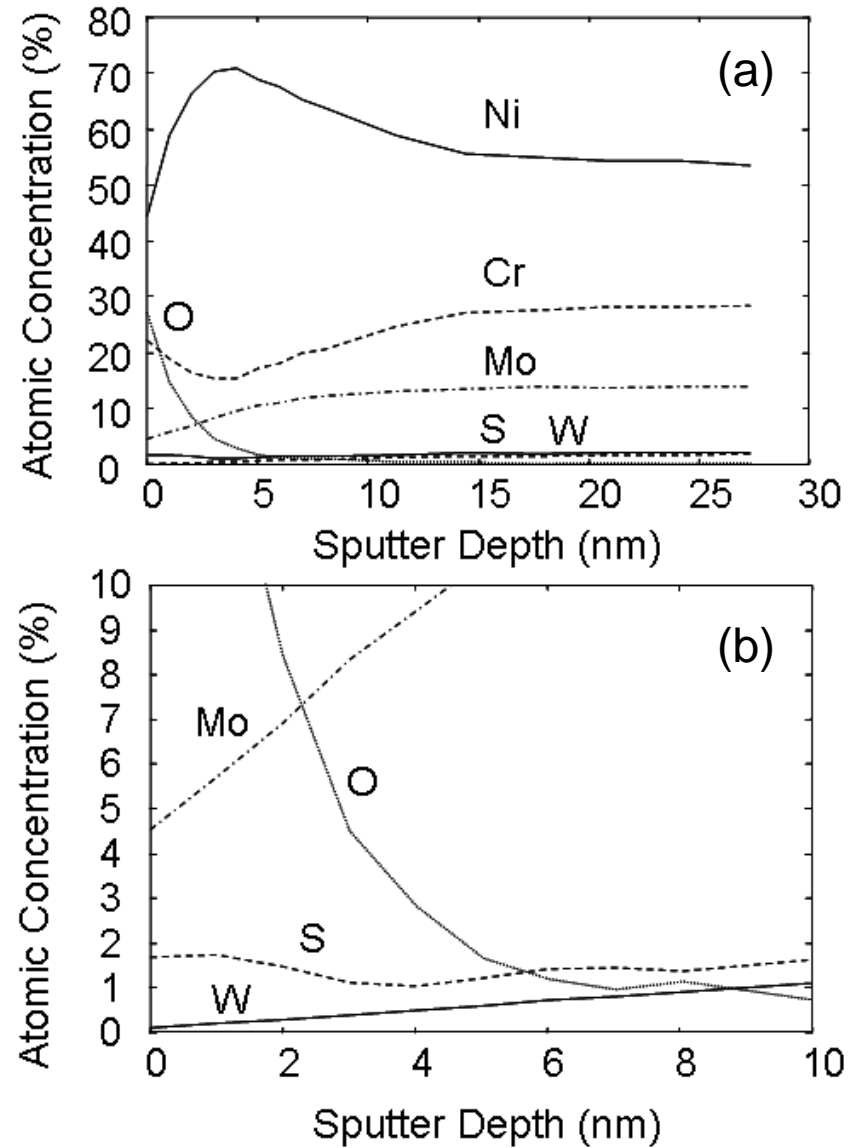 80
(a)
70
Ni
60
50
40
Cr
30
O
20
Mo
10
S W
0
0 5 10 15 20 25 30
Atomic Concentration (%)
Sputter Depth (nm)
10
(b)
9
8
7
Mo
6
O
5
4
3
S
2
1
W
0
0 2 4 6 8 10
Atomic Concentration (%)
Sputter Depth (nm)